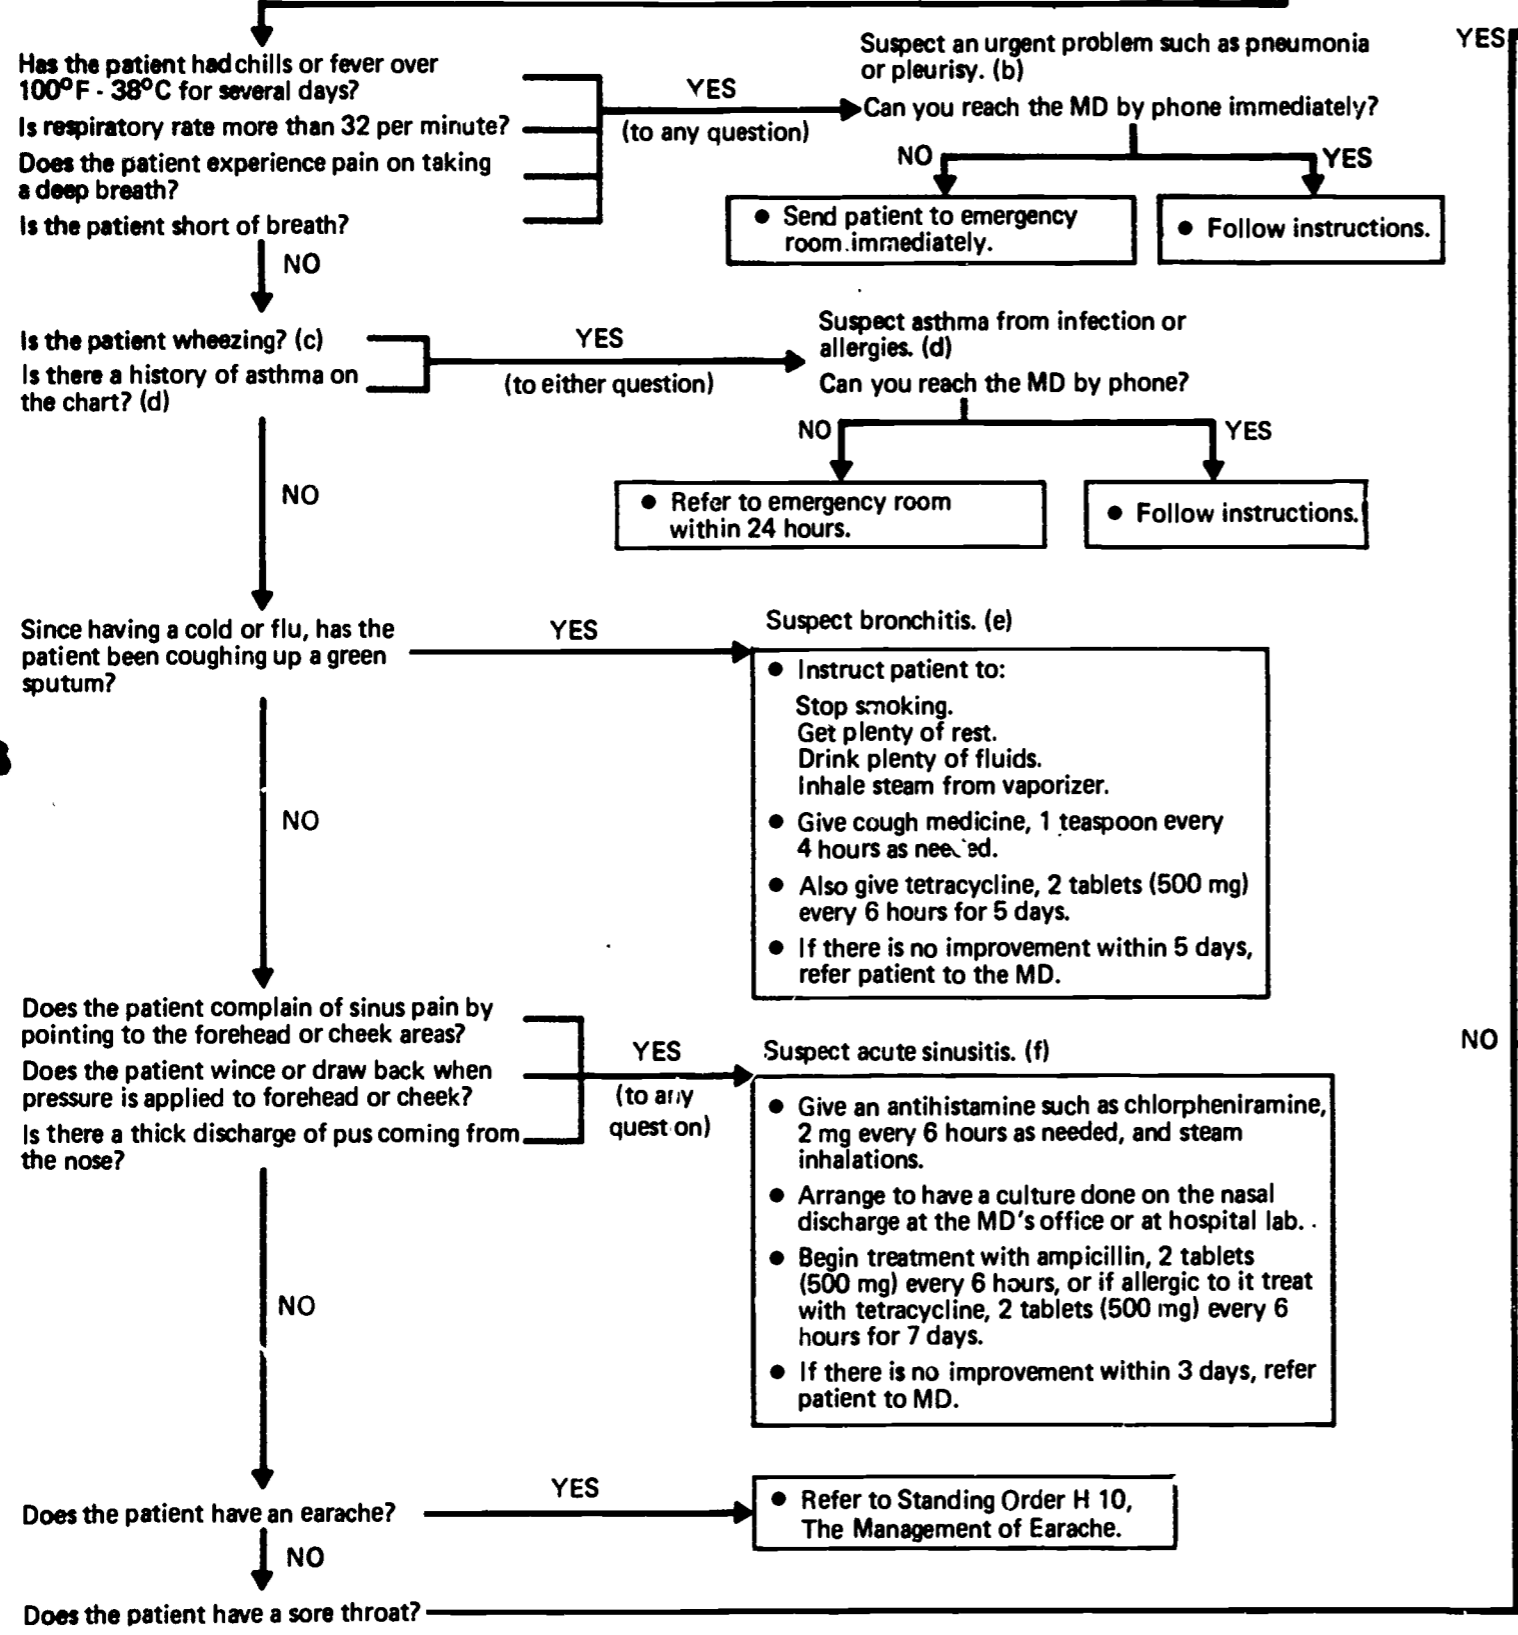 YES
Has the patient had chills or fever over
100°F - 38°C for several days?
Is respiratory rate more than 32 per minute?
Does the patient experience pain on taking
a deep breath?
Is the patient short of breath?
YES
(to any question)
Suspect an urgent problem such as pneumonia
or pleurisy. (b)
Can you reach the MD by phone immediately?
NO
YES
● Send patient to emergency
room immediately.
● Follow instructions.
NO
Is the patient wheezing? (c)
Is there a history of asthma on
the chart? (d)
YES
(to either question)
Suspect asthma from infection or
allergies. (d)
Can you reach the MD by phone?
NO
YES
● Refer to emergency room
within 24 hours.
● Follow instructions.
NO
Since having a cold or flu, has the
patient been coughing up a green
sputum?
YES
Suspect bronchitis. (e)
● Instruct patient to:
Stop smoking.
Get plenty of rest.
Drink plenty of fluids.
Inhale steam from vaporizer.
● Give cough medicine, 1 teaspoon every
4 hours as needed.
● Also give tetracycline, 2 tablets (500 mg)
every 6 hours for 5 days.
● If there is no improvement within 5 days,
refer patient to the MD.
NO
Does the patient complain of sinus pain by
pointing to the forehead or cheek areas?
Does the patient wince or draw back when
pressure is applied to forehead or cheek?
Is there a thick discharge of pus coming from
the nose?
YES
(to any
question)
Suspect acute sinusitis. (f)
● Give an antihistamine such as chlorpheniramine,
2 mg every 6 hours as needed, and steam
inhalations.
● Arrange to have a culture done on the nasal
discharge at the MD's office or at hospital lab.
● Begin treatment with ampicillin, 2 tablets
(500 mg) every 6 hours, or if allergic to it treat
with tetracycline, 2 tablets (500 mg) every 6
hours for 7 days.
● If there is no improvement within 3 days, refer
patient to MD.
NO
NO
Does the patient have an earache?
YES
● Refer to Standing Order H 10,
The Management of Earache.
NO
Does the patient have a sore throat?